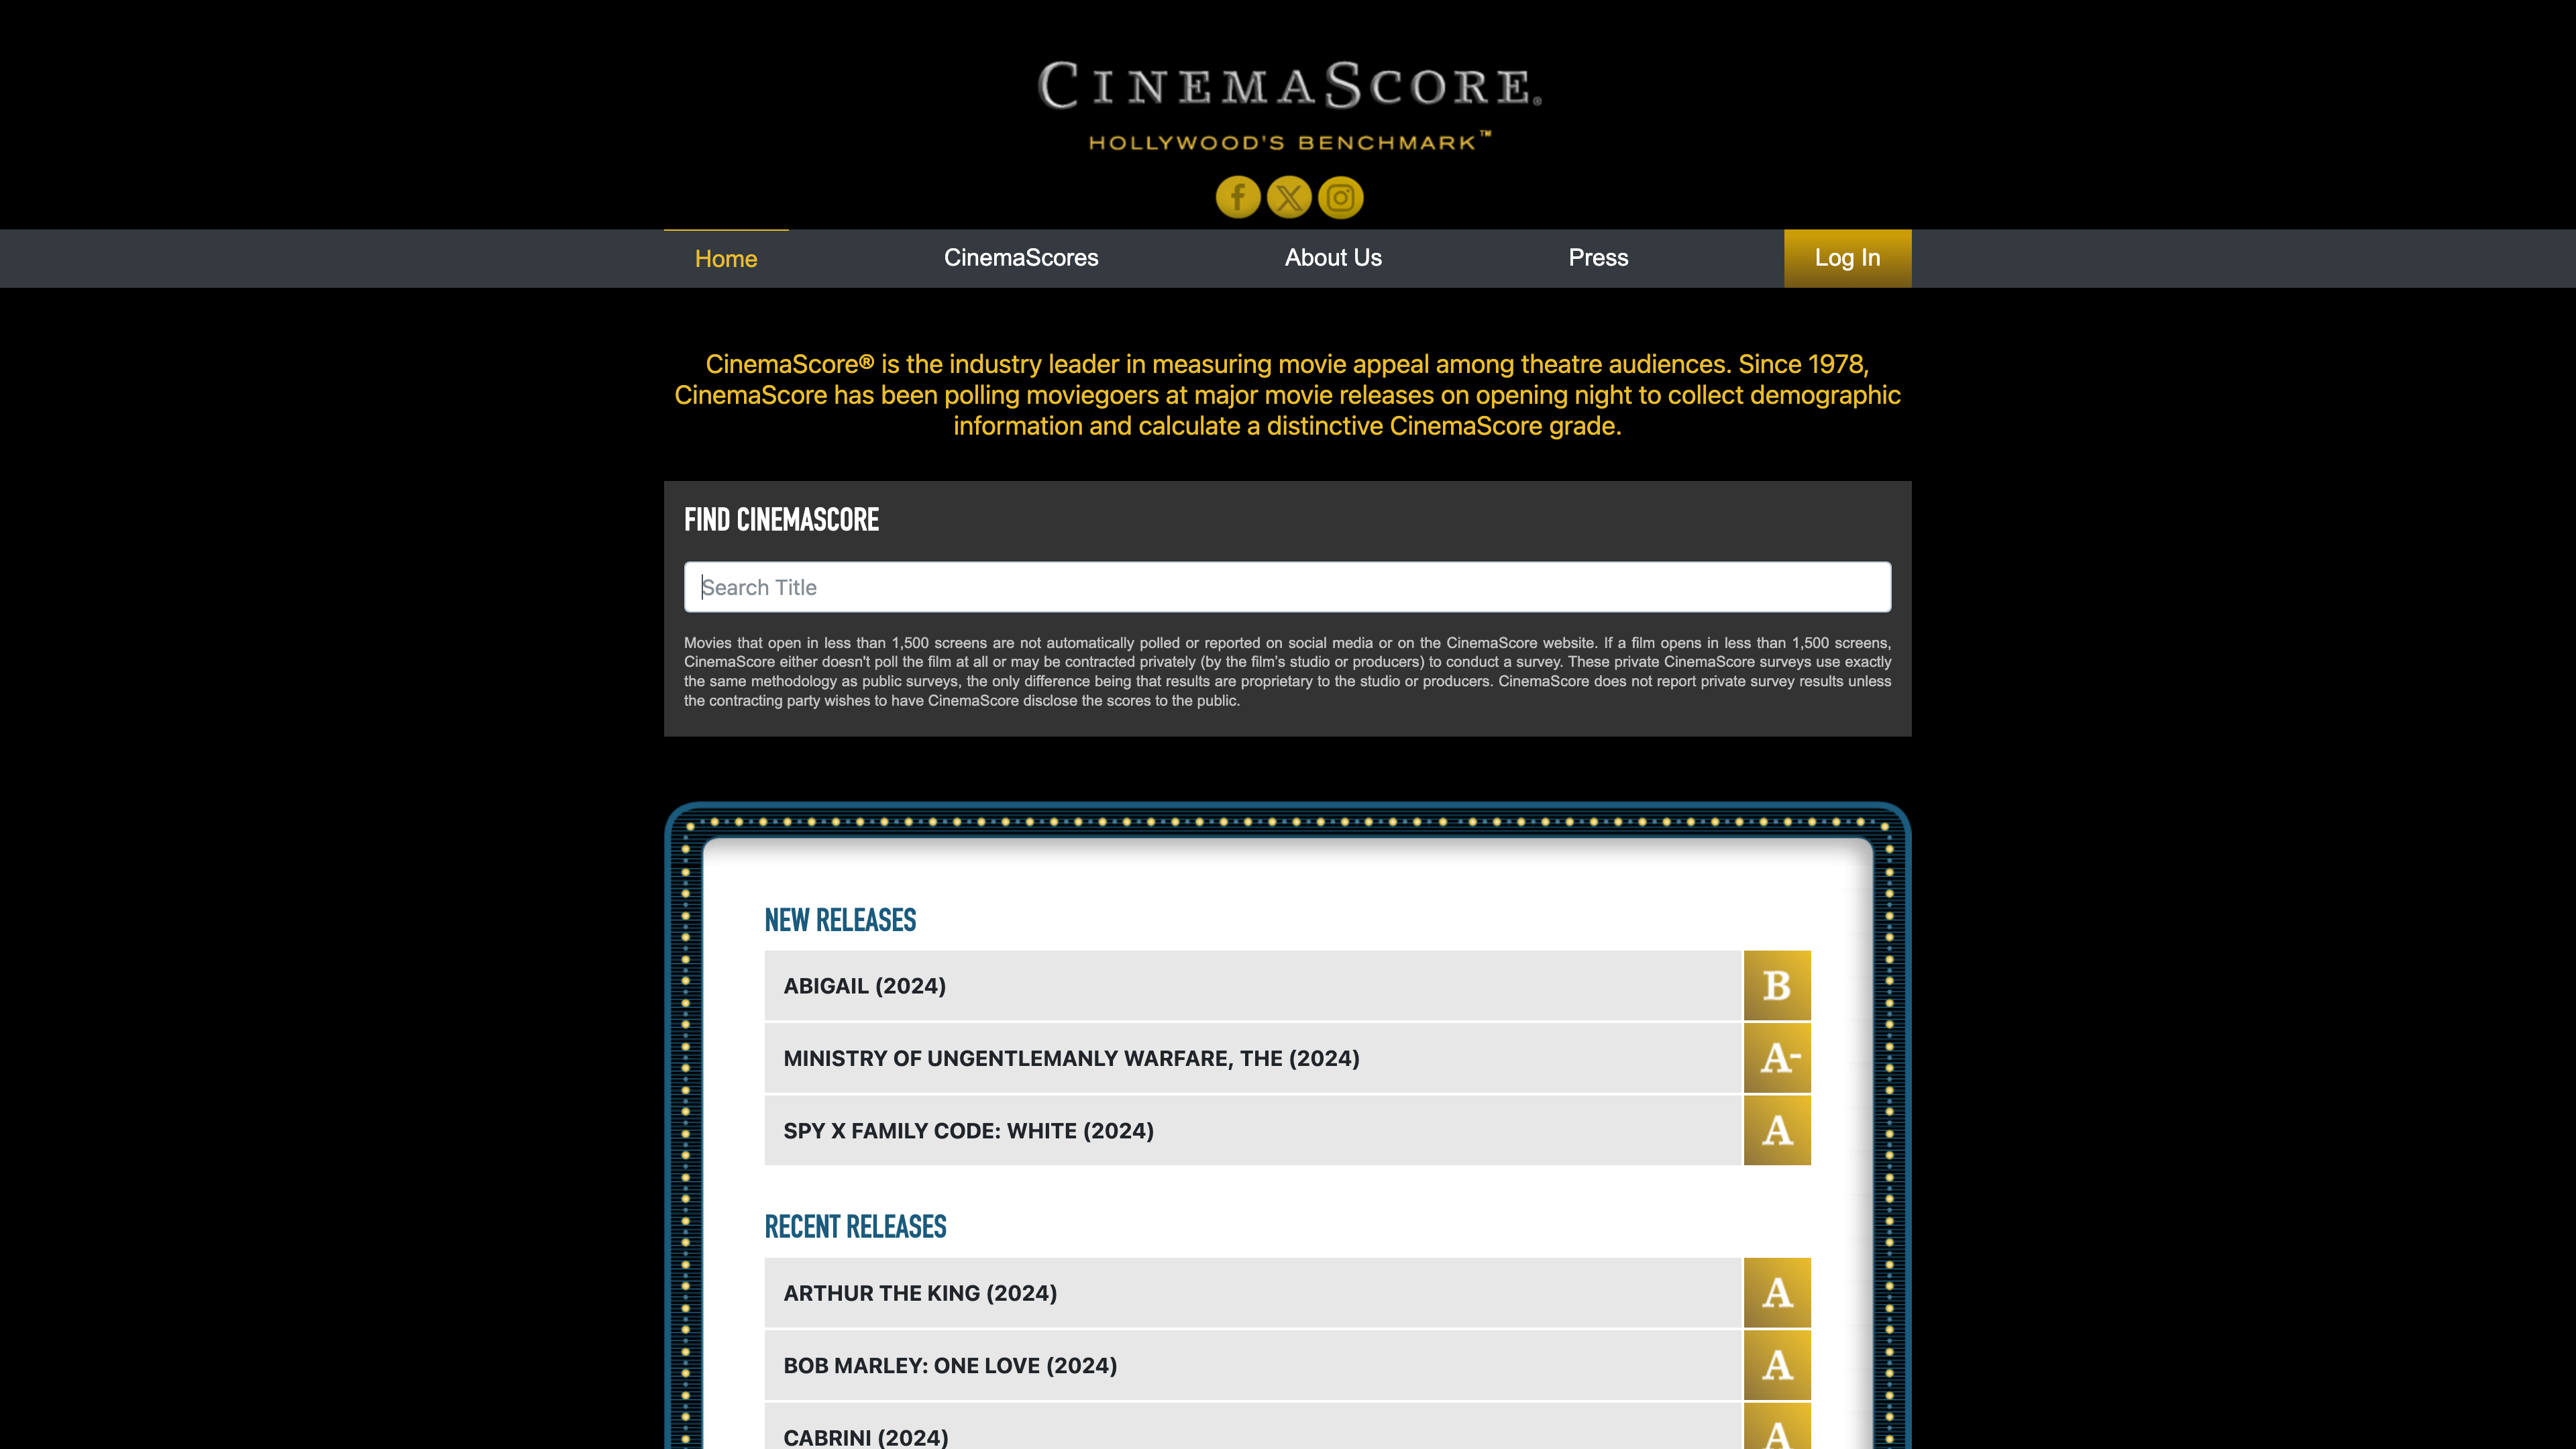 CINEMASCORE®
HOLLYWOOD'S BENCHMARK™
Home
CinemaScores
About Us
Press
Log In
CinemaScore® is the industry leader in measuring movie appeal among theatre audiences. Since 1978,
CinemaScore has been polling moviegoers at major movie releases on opening night to collect demographic
information and calculate a distinctive CinemaScore grade.
FIND CINEMASCORE
Search Title
Movies that open in less than 1,500 screens are not automatically polled or reported on social media or on the CinemaScore website. If a film opens in less than 1,500 screens,
CinemaScore either doesn't poll the film at all or may be contracted privately (by the film's studio or producers) to conduct a survey. These private CinemaScore surveys use exactly
the same methodology as public surveys, the only difference being that results are proprietary to the studio or producers. CinemaScore does not report private survey results unless
the contracting party wishes to have CinemaScore disclose the scores to the public.
NEW RELEASES
ABIGAIL (2024) B
MINISTRY OF UNGENTLEMANLY WARFARE, THE (2024) A-
SPY X FAMILY CODE: WHITE (2024) A
RECENT RELEASES
ARTHUR THE KING (2024) A
BOB MARLEY: ONE LOVE (2024) A
CABRINI (2024) A